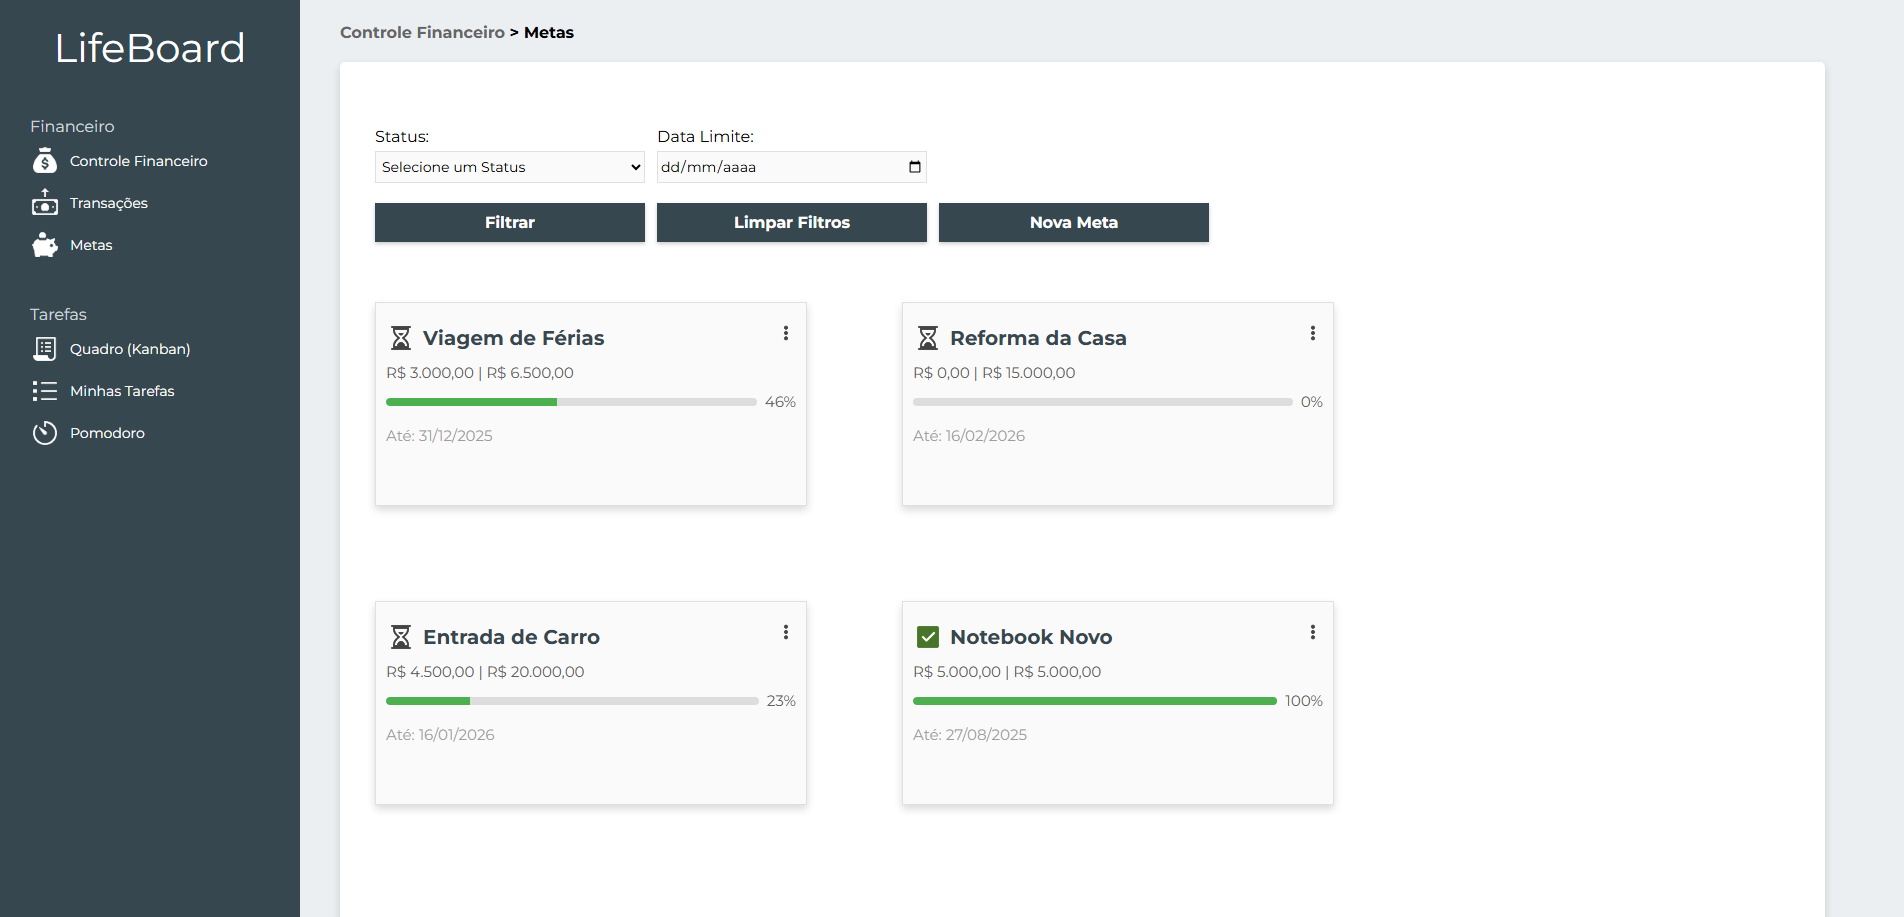 LifeBoard
Financeiro
Controle Financeiro
Transações
Metas
Tarefas
Quadro (Kanban)
Minhas Tarefas
Pomodoro
Controle Financeiro > Metas
Status:
Data Limite:
Selecione um Status
dd/mm/aaaa
Filtrar
Limpar Filtros
Nova Meta
Viagem de Férias
R$ 3.000,00 | R$ 6.500,00
46%
Até: 31/12/2025
Reforma da Casa
R$ 0,00 | R$ 15.000,00
0%
Até: 16/02/2026
Entrada de Carro
R$ 4.500,00 | R$ 20.000,00
23%
Até: 16/01/2026
Notebook Novo
R$ 5.000,00 | R$ 5.000,00
100%
Até: 27/08/2025